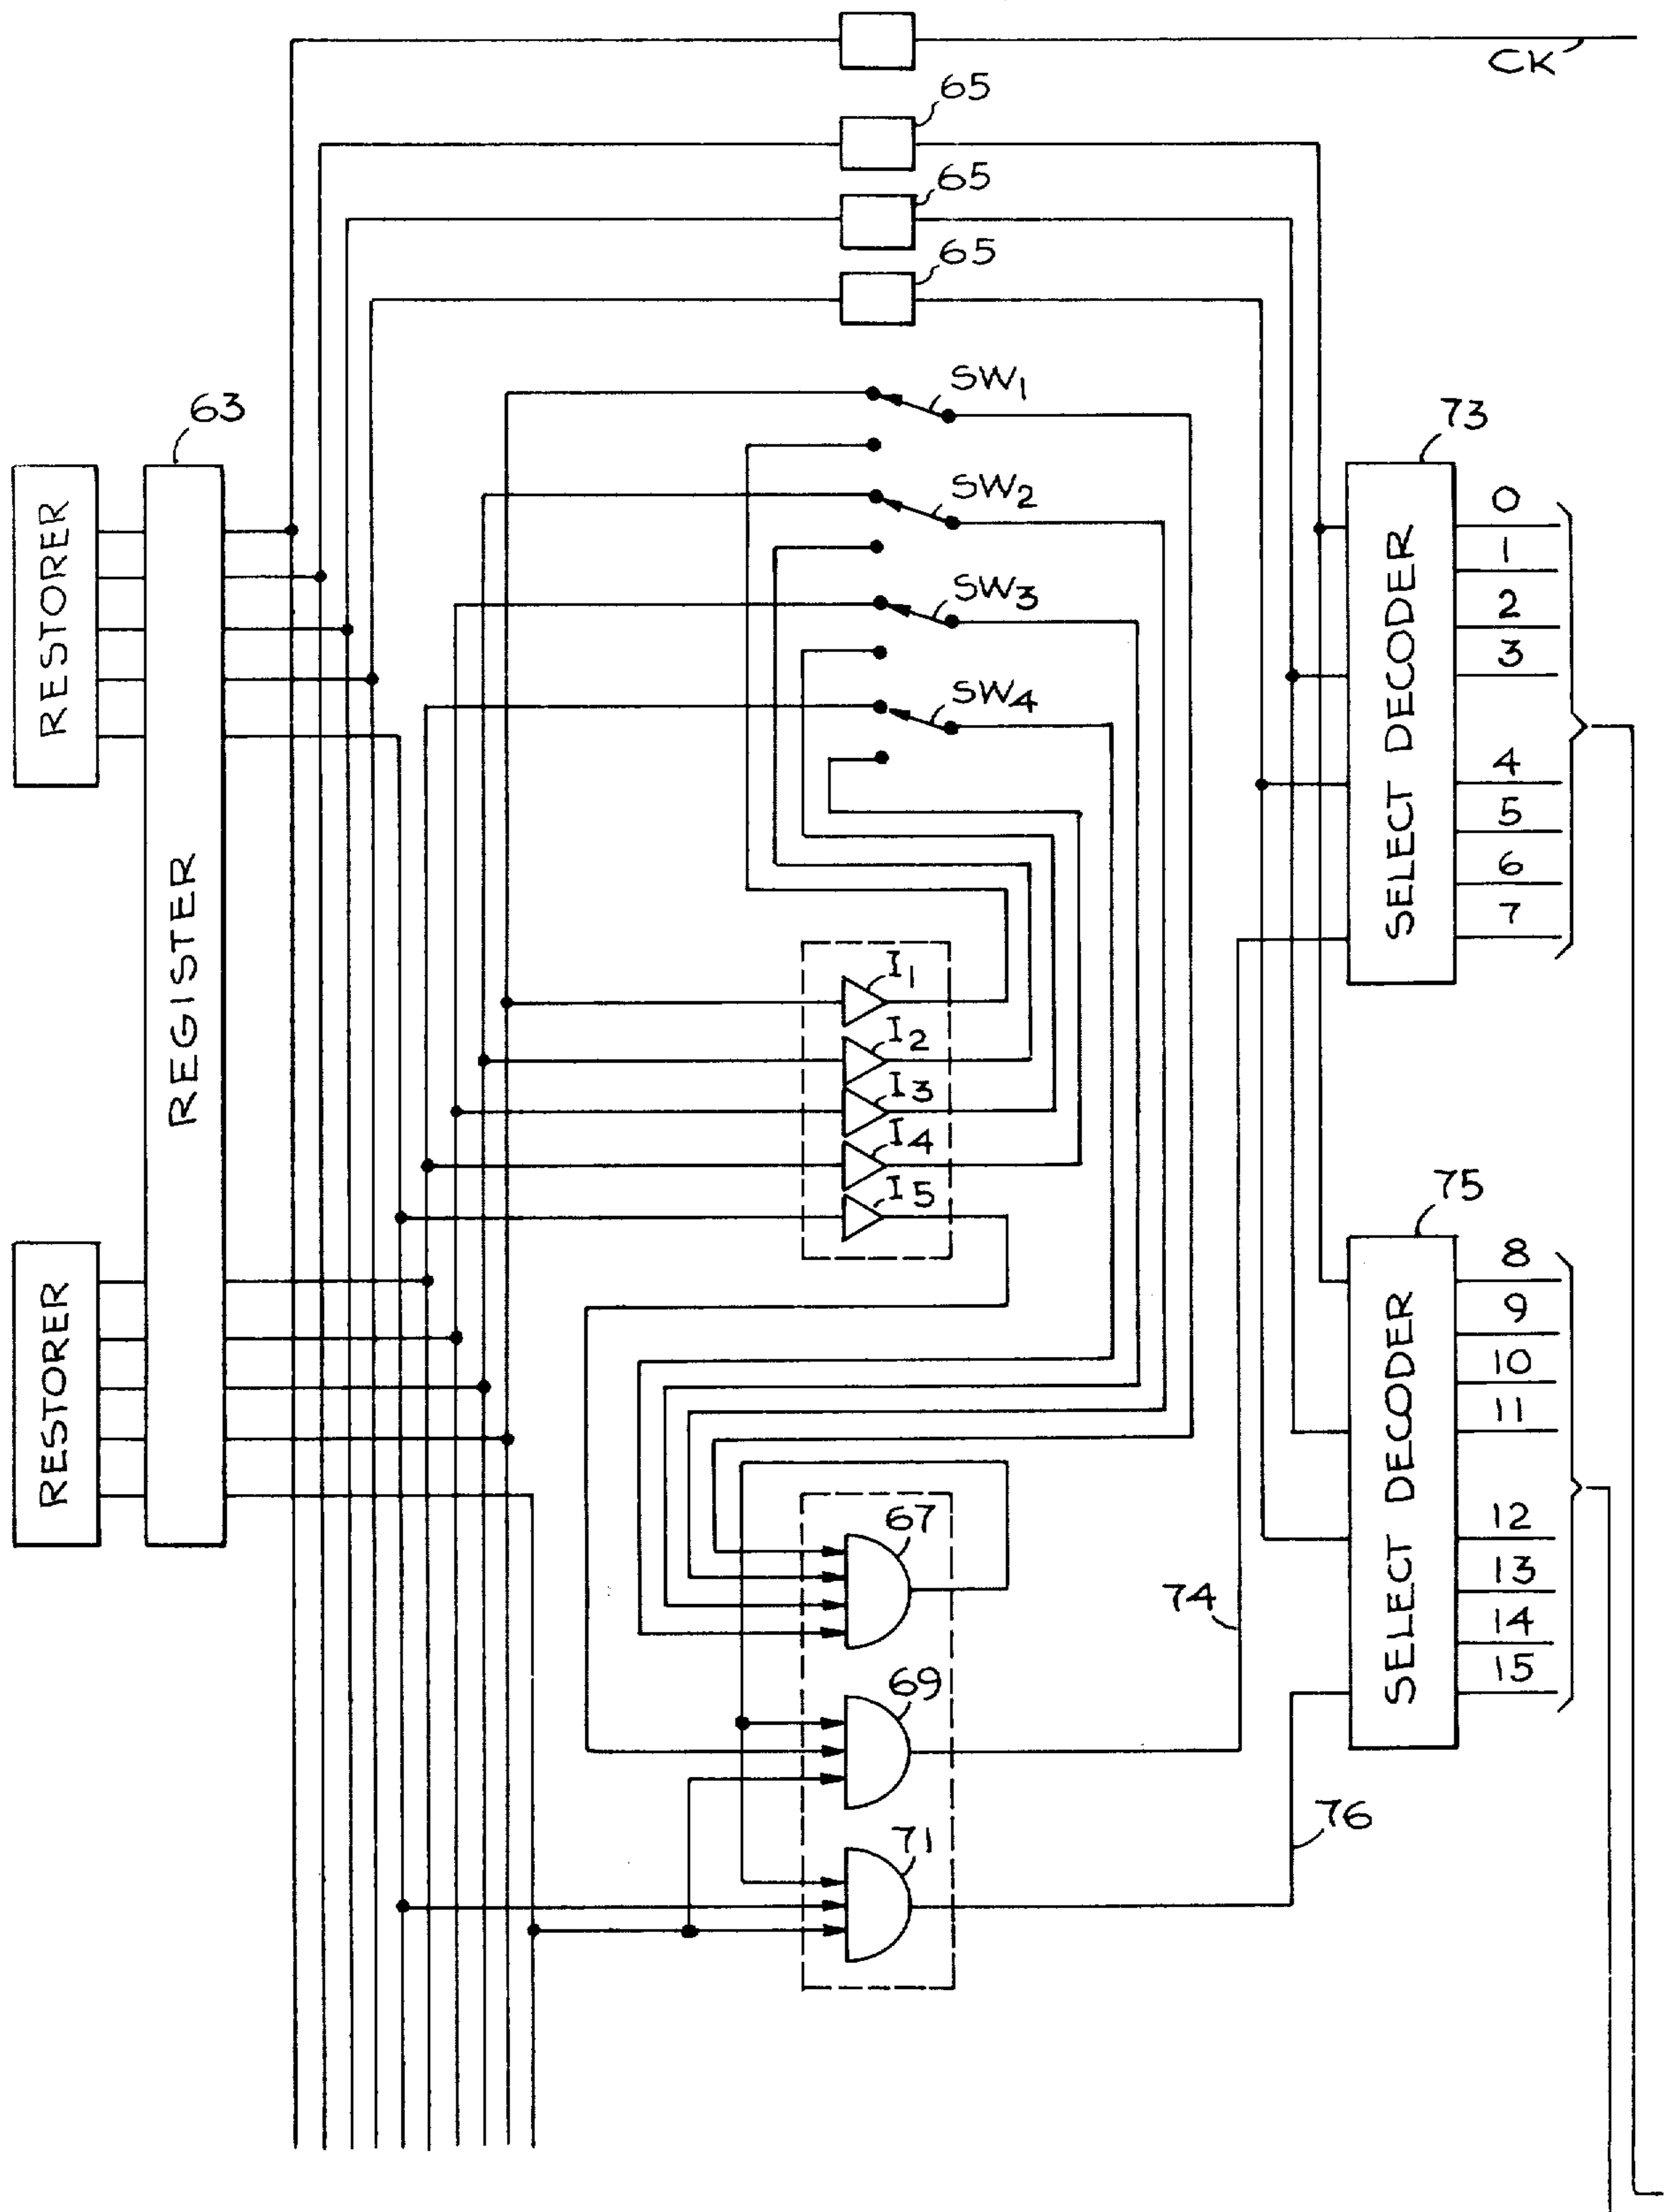 CK
65
65
65
SW1
63
73
SW2
0
1
RESTORER
SW3
2
3
SELECT DECODER
SW4
4
5
6
REGISTER
7
I1
I2
I3
I4
I5
75
8
9
RESTORER
10
11
SELECT DECODER
67
12
13
74
14
69
15
76
71